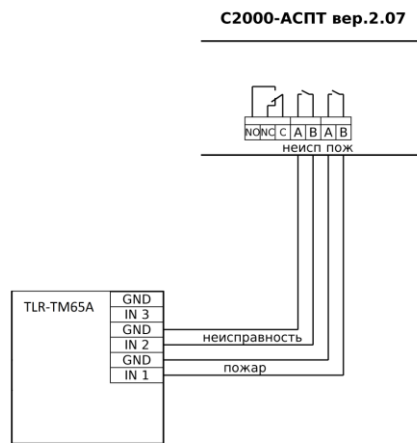 С2000-АСПТ вер.2.07
NO NC C A B A B
неисп пож
TLR-TM65A
GND
IN 3
GND
IN 2
GND
IN 1
неисправность
пожар